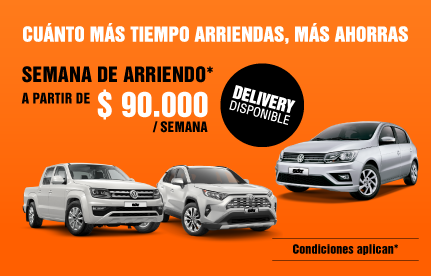 CUÁNTO MÁS TIEMPO ARRIENDAS, MÁS AHORRAS
SEMANA DE ARRIENDO*
A PARTIR DE $ 90.000
/ SEMANA
DELIVERY
DISPONIBLE
Condiciones aplican*